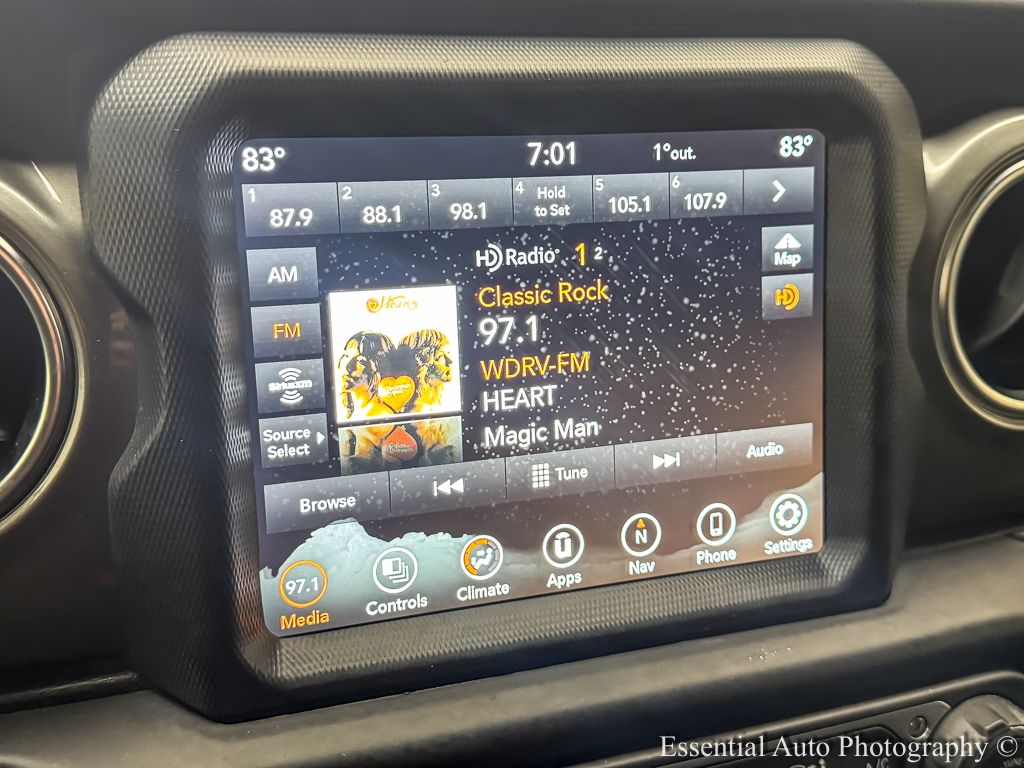 83° 7:01 1°out. 83°
1 87.9 2 88.1 3 98.1 4 Hold to Set 5 105.1 6 107.9
HD Radio 1 2
Map
AM
FM
siriusxm
Source Select
HD
Heart
Classic Rock
97.1
WDRV-FM
HEART
Magic Man
Browse Tune Audio
97.1 N
Media Controls Climate Apps Nav Phone Settings
Essential Auto Photography ©